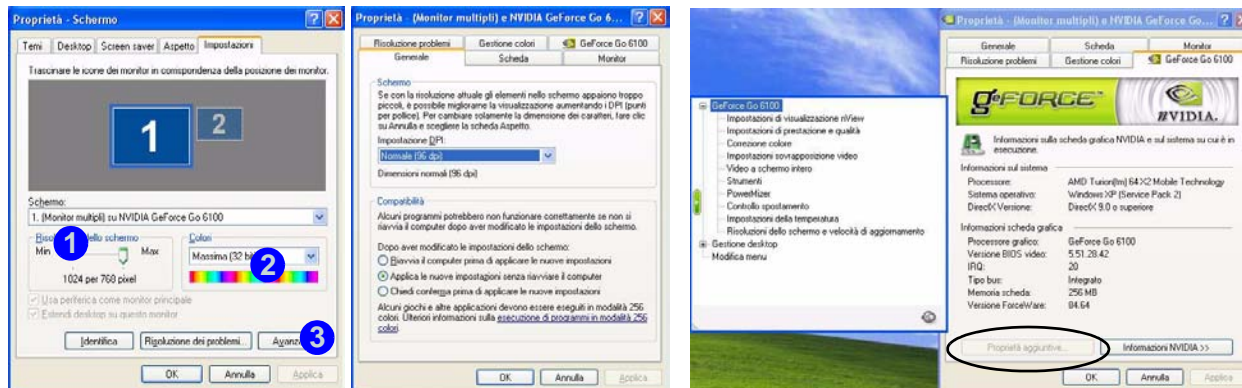 Proprietà - Schermo
Temi Desktop Screen saver Aspetto Impostazioni
Trascinare le icone dei monitor in corrispondenza della posizione dei monitor.
1 2
Schermo:
1. (Monitor multipli) su NVIDIA GeForce Go 6100
dello schermo
Colori
1
Min Max
Massima (32
2
1024 per 768 pixel
Usa periferica come monitor principale
Estendi desktop su questo monitor
3
Identifica Risoluzione dei problemi...
OK Annulla Applica
Proprietà - (Monitor multipli) e NVIDIA GeForce Go 6...
Risoluzione problemi Gestione colori GeForce Go 6100
Generale Scheda Monitor
Schermo
Se con la risoluzione attuale gli elementi nello schermo appaiono troppo
piccoli, è possibile migliorarne la visualizzazione aumentando i DPI (punti
per pollice). Per cambiare solamente la dimensione dei caratteri, fare clic
su Annulla e scegliere la scheda Aspetto.
Impostazione DPI:
Normale (96 dpi)
Dimensioni normali (96 dpi)
Compatibilità
Alcuni programmi potrebbero non funzionare correttamente se non si
riavvia il computer dopo aver modificato le impostazioni dello schermo.
Dopo aver modificato le impostazioni dello schermo:
Riavvia il computer prima di applicare le nuove impostazioni
Applica le nuove impostazioni senza riavviare il computer
Chiedi conferma prima di applicare le nuove impostazioni
Alcuni giochi e altre applicazioni devono essere eseguiti in modalità 256
colori. Ulteriori informazioni sulla esecuzione di programmi in modalità 256
colori.
OK Annulla Applica
GeForce Go 6100
Impostazioni di visualizzazione nView
Impostazioni di prestazione e qualità
Correzione colore
Impostazioni sovrapposizione video
Video a schermo intero
Strumenti
PowerMizer
Controllo spostamento
Impostazioni della temperatura
Risoluzioni dello schermo e velocità di aggiornamento
Gestione desktop
Modifica menu
Proprietà - (Monitor multipli) e NVIDIA GeForce Go...
Generale Scheda Monitor
Risoluzione problemi Gestione colori GeForce Go 6100
GeFORCE
NVIDIA.
Informazioni sulla scheda grafica NVIDIA e sul sistema su cui è in
esecuzione.
Informazioni sul sistema
Processore: AMD Turion(tm) 64 X2 Mobile Technology
Sistema operativo: Windows XP (Service Pack 2)
DirectX Versione: DirectX 9.0 o superiore
Informazioni scheda grafica
Processore grafico: GeForce Go 6100
Versione BIOS video: 5.51.28.42
IRQ: 20
Tipo bus: Integrato
Memoria scheda: 256 MB
Versione ForceWare: 84.64
Proprietà aggiuntive... Informazioni NVIDIA >>
OK Annulla Applica